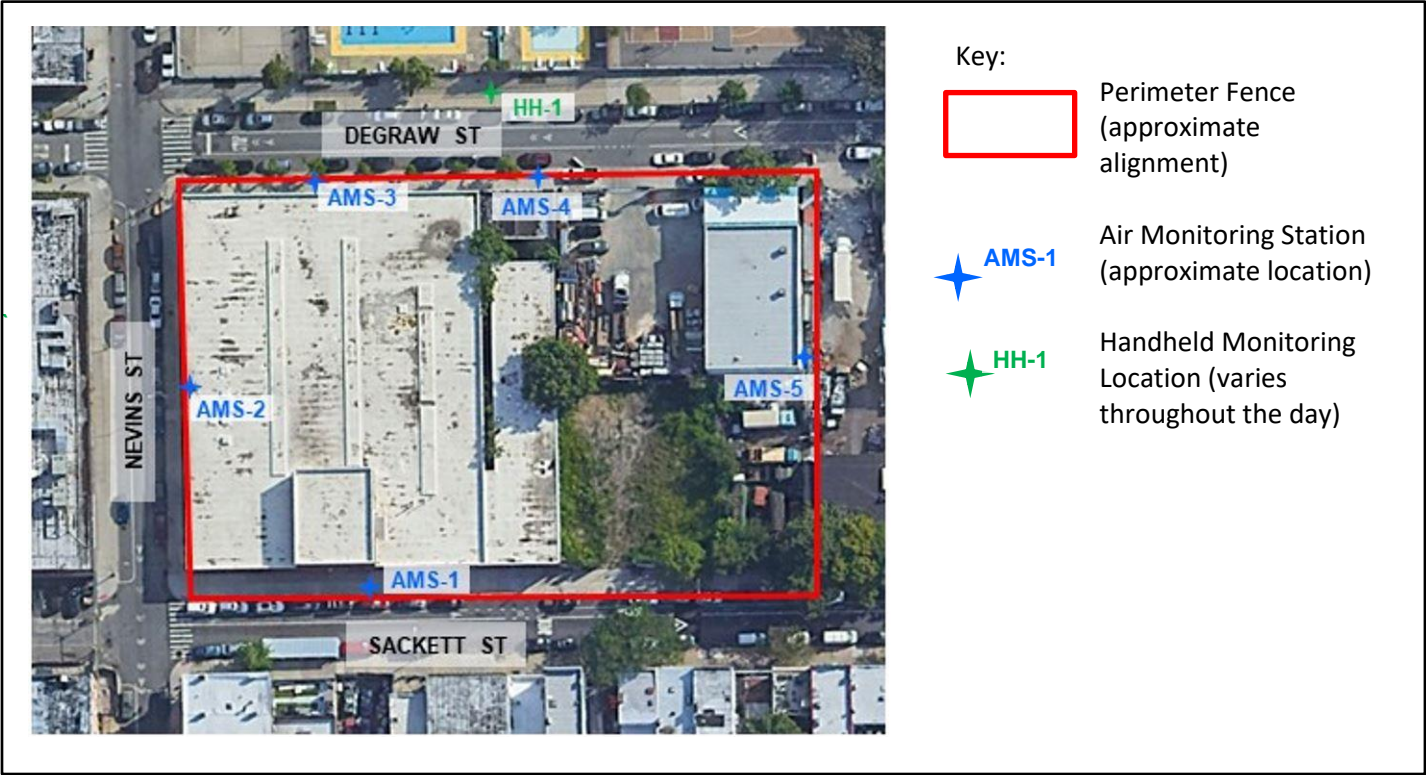 HH-1
DEGRAW ST
AMS-3
AMS-4
AMS-2
AMS-5
NEVINS ST
AMS-1
SACKETT ST
Key:
Perimeter Fence
(approximate
alignment)
AMS-1
Air Monitoring Station
(approximate location)
HH-1
Handheld Monitoring
Location (varies
throughout the day)